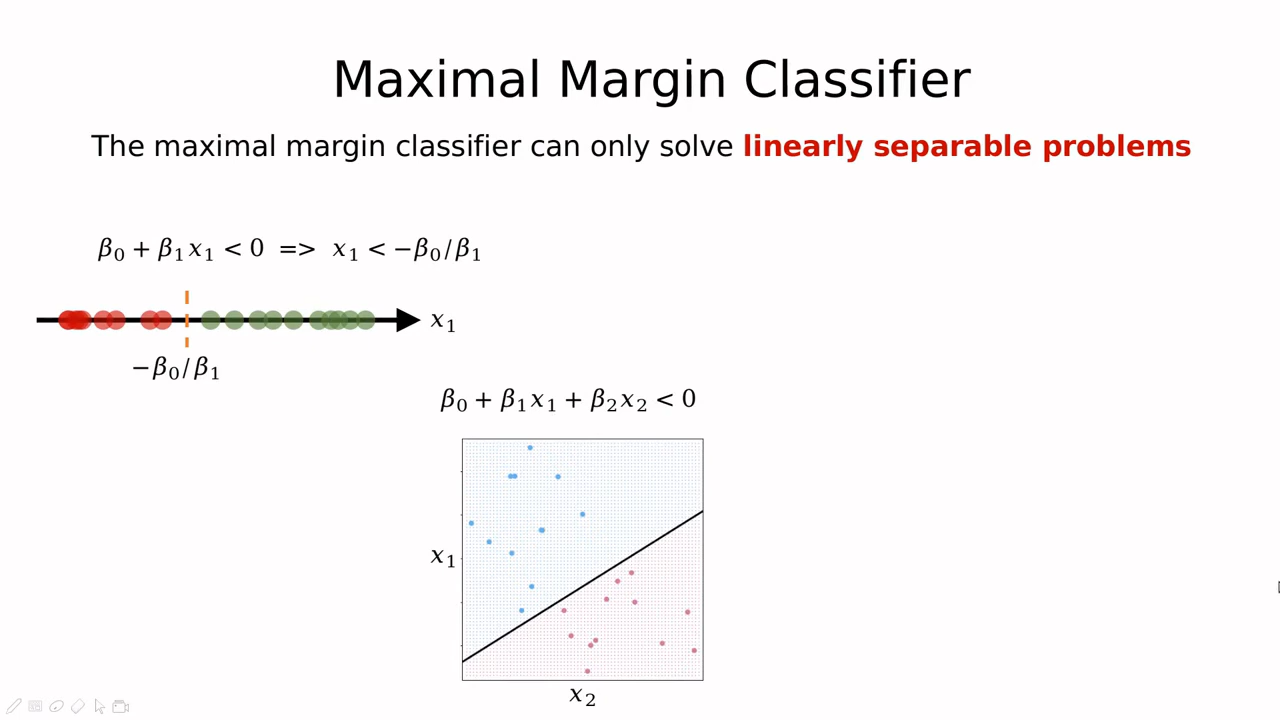 Maximal Margin Classifier
The maximal margin classifier can only solve linearly separable problems
β₀ + β₁x₁ < 0 => x₁ < −β₀/β₁
x₁
−β₀/β₁
β₀ + β₁x₁ + β₂x₂ < 0
x₁
x₂